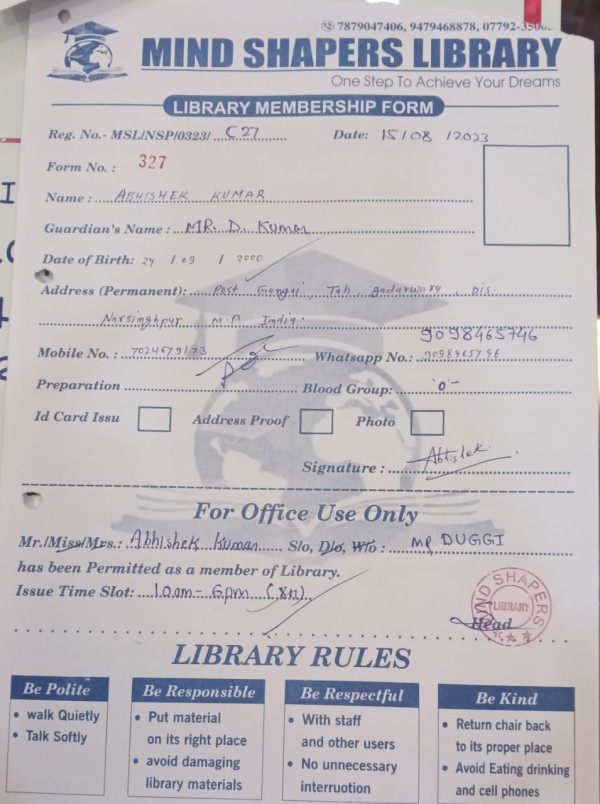 7879047406, 9479468878, 07792-3500
MIND SHAPERS LIBRARY
One Step To Achieve Your Dreams
LIBRARY MEMBERSHIP FORM
Reg. No.- MSL/NSP/0323/ C27 Date: 15/08/2023
Form No. : 327
Name : ABHISHEK KUMAR
Guardian's Name : MR. D. KUMAR
Date of Birth: 24 / 09 / 2000
Address (Permanent): Post Gangai, Teh. gadarwara, Dis.
Narsinghpur M.P. India.
9098465746
Mobile No. : Whatsapp No.: 9098465746
Preparation Blood Group: 'O'-
Id Card Issu Address Proof Photo
Signature : Abhishek.
For Office Use Only
Mr./Miss/Mrs.: Abhishek Kumar S/o, D/o, W/o : MR DUGGI
has been Permitted as a member of Library.
Issue Time Slot: 10am - 6pm (8H)
MIND SHAPERS
LIBRARY
Head
LIBRARY RULES
Be Polite
• walk Quietly
• Talk Softly
Be Responsible
• Put material
on its right place
• avoid damaging
library materials
Be Respectful
• With staff
and other users
• No unnecessary
interruotion
Be Kind
• Return chair back
to its proper place
• Avoid Eating drinking
and cell phones